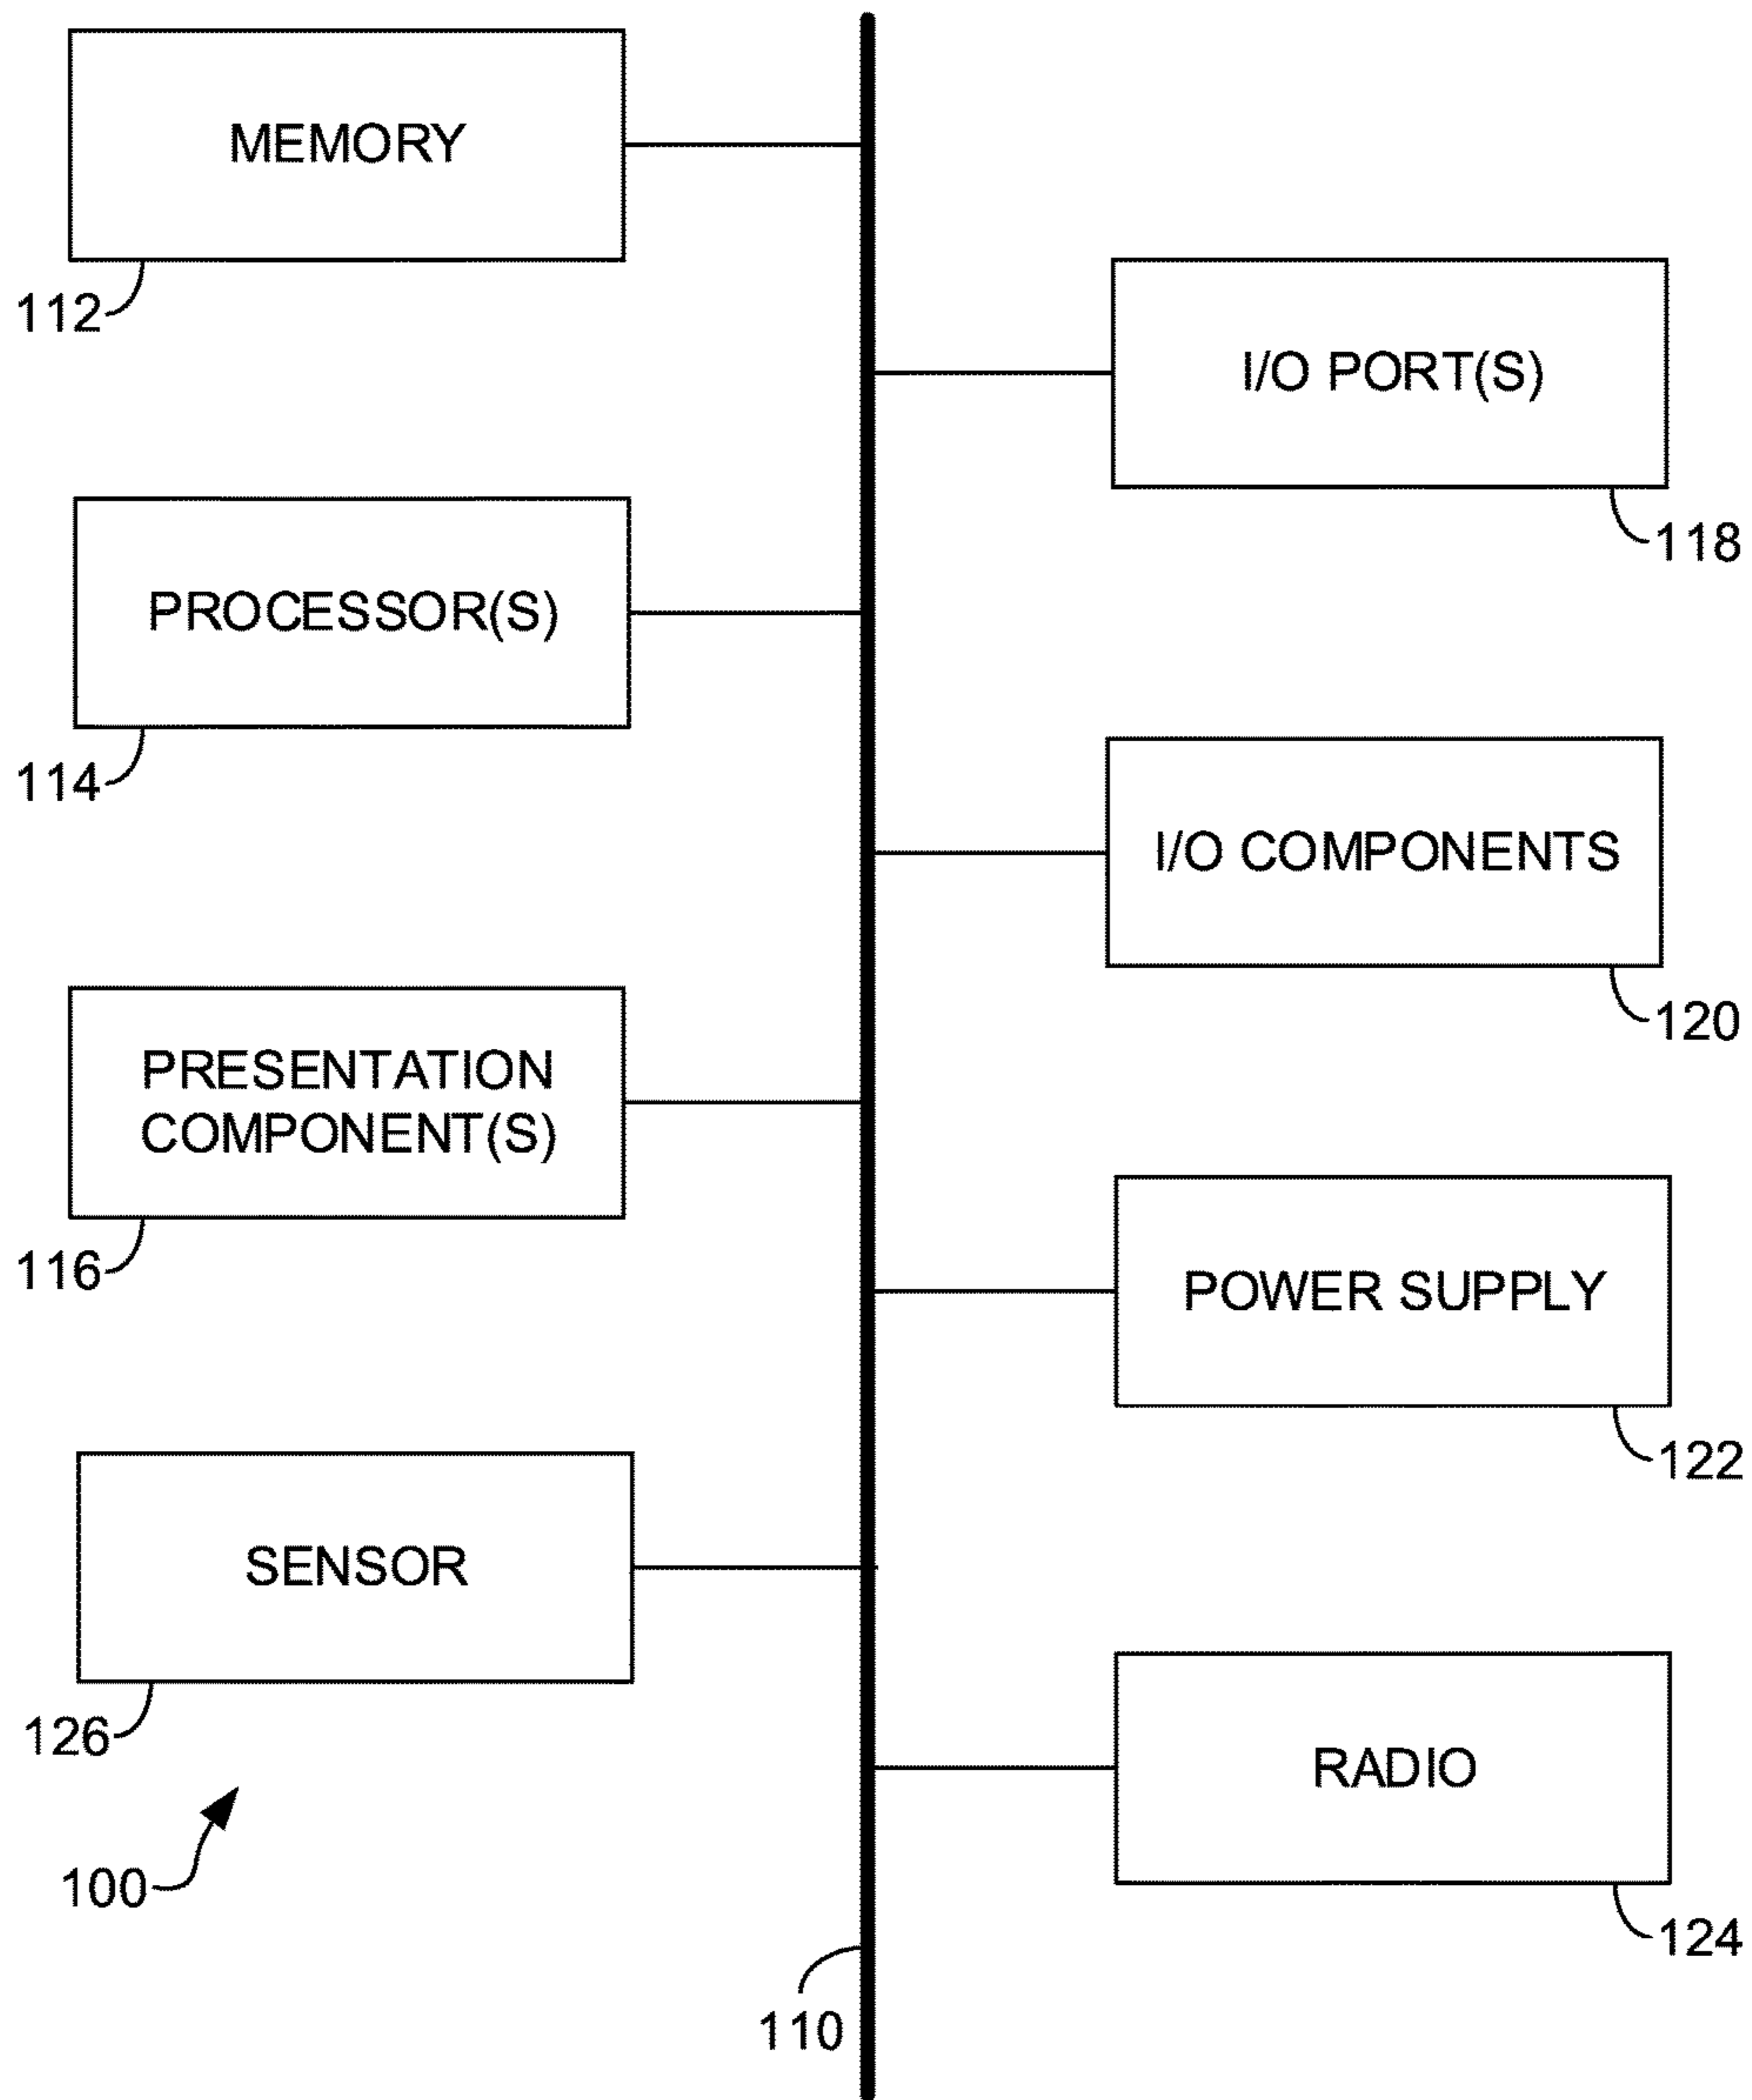 MEMORY
112
I/O PORT(S)
118
PROCESSOR(S)
114
I/O COMPONENTS
120
PRESENTATION
COMPONENT(S)
116
POWER SUPPLY
122
SENSOR
126
RADIO
124
100
110